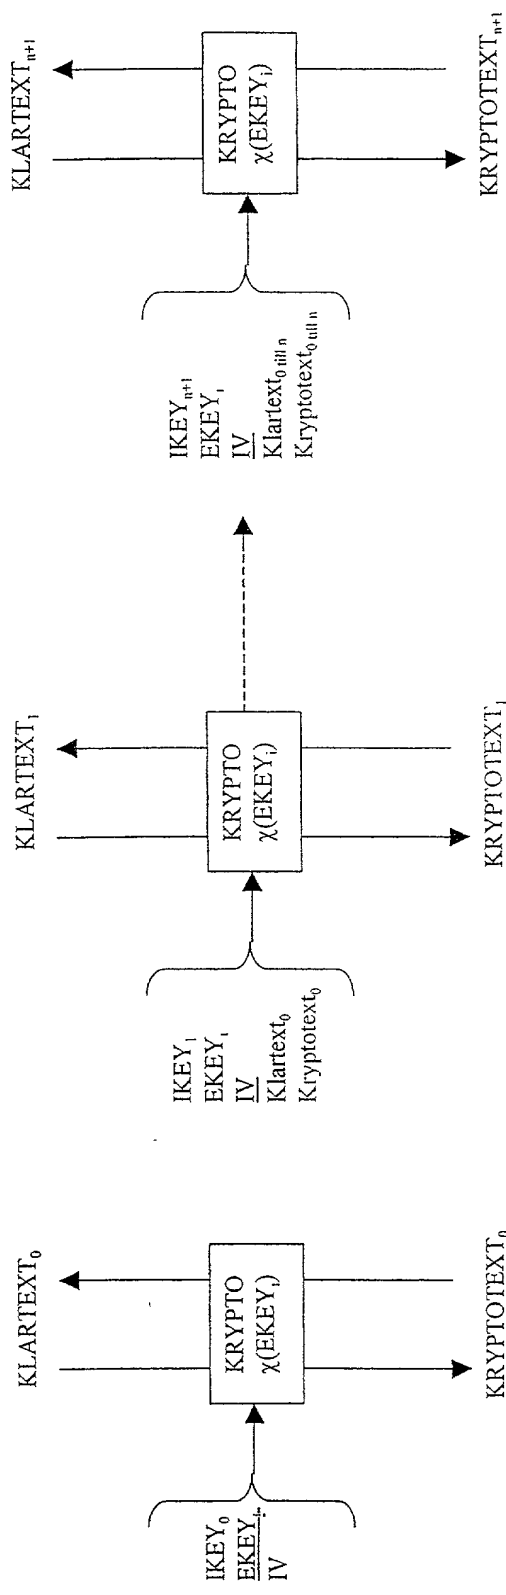 KLARTEXT₀
IKEY₀
EKEYᵢ
IV
KRYPTO
χ(EKEYᵢ)
KRYPTOTEXT₀
KLARTEXT₁
IKEY₁
EKEYᵢ
IV
Klartext₀
Kryptotext₀
KRYPTO
χ(EKEYᵢ)
KRYPTOTEXT₁
KLARTEXTₙ₊₁
IKEYₙ₊₁
EKEYᵢ
IV
Klartext₀ ₜᵢₗₗ ₙ
Kryptotext₀ ₜᵢₗₗ ₙ
KRYPTO
χ(EKEYᵢ)
KRYPTOTEXTₙ₊₁